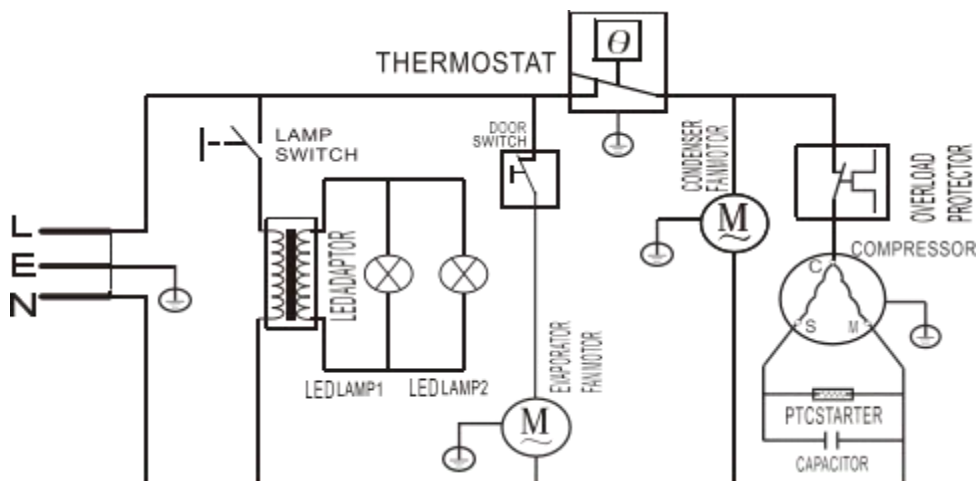 θ
THERMOSTAT
LAMP
SWITCH
DOOR
SWITCH
CONDENSER
FANMOTOR
OVERLOAD
PROTECTOR
L
E
N
LEDADAPTOR
M
COMPRESSOR
C
S
M
LEDLAMP1
LEDLAMP2
EVAPORATOR
FANMOTOR
M
PTCSTARTER
CAPACITOR